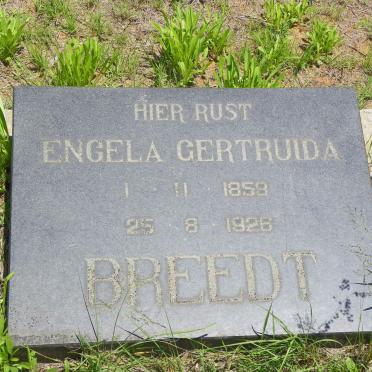 HIER RUST
ENGELA GERTRUIDA
1 11 1859
25 8 1926
BREEDT